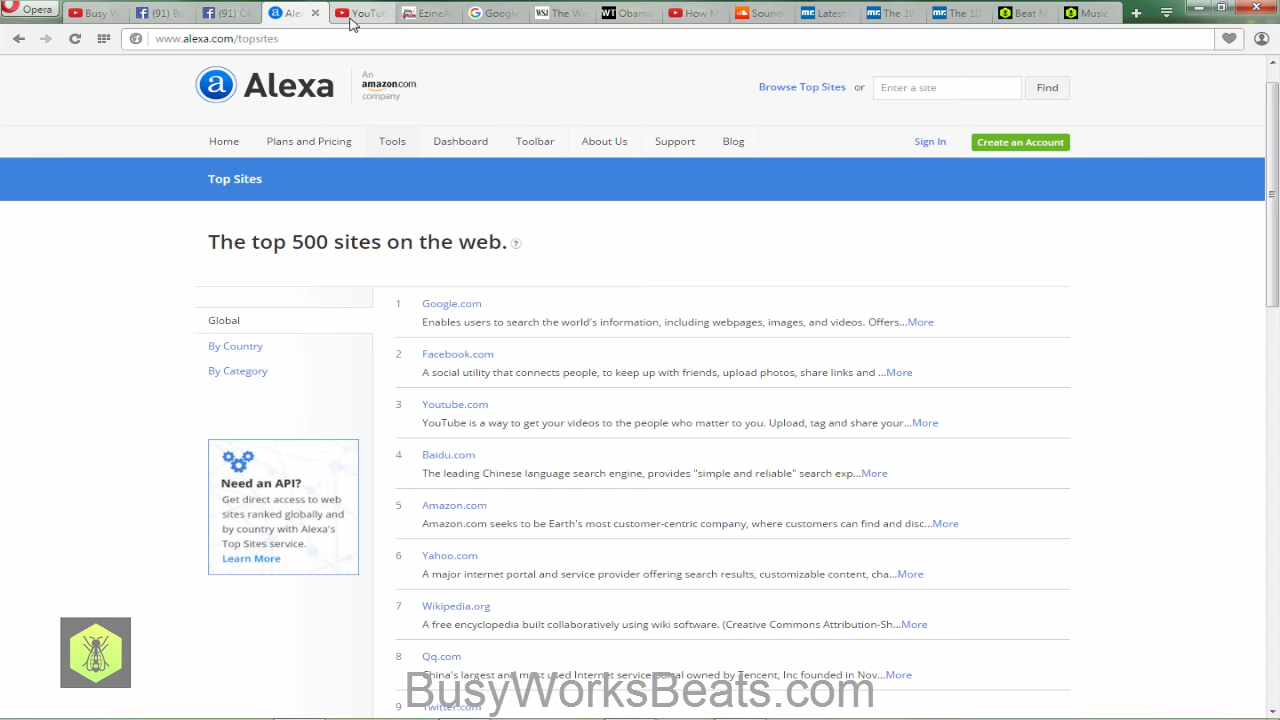 Opera
Busy W
(91) B
(91) C
Ale
YouTub
EzineA
Google
The We
Obama
How M
Sound
Latest
The 10
The 10
Beat M
Music
www.alexa.com/topsites
Alexa
An
amazon.com
company
Browse Top Sites or
Enter a site
Find
Home
Plans and Pricing
Tools
Dashboard
Toolbar
About Us
Support
Blog
Sign In
Create an Account
Top Sites
The top 500 sites on the web. ?
Global
By Country
By Category
Need an API?
Get direct access to web
sites ranked globally and
by country with Alexa's
Top Sites service.
Learn More
1 Google.com
Enables users to search the world's information, including webpages, images, and videos. Offers...More
2 Facebook.com
A social utility that connects people, to keep up with friends, upload photos, share links and ...More
3 Youtube.com
YouTube is a way to get your videos to the people who matter to you. Upload, tag and share your...More
4 Baidu.com
The leading Chinese language search engine, provides "simple and reliable" search exp...More
5 Amazon.com
Amazon.com seeks to be Earth's most customer-centric company, where customers can find and disc...More
6 Yahoo.com
A major internet portal and service provider offering search results, customizable content, cha...More
7 Wikipedia.org
A free encyclopedia built collaboratively using wiki software. (Creative Commons Attribution-Sh...More
8 Qq.com
China's largest and most used Internet service portal owned by Tencent, Inc founded in Nov...More
9 Twitter.com
BusyWorksBeats.com